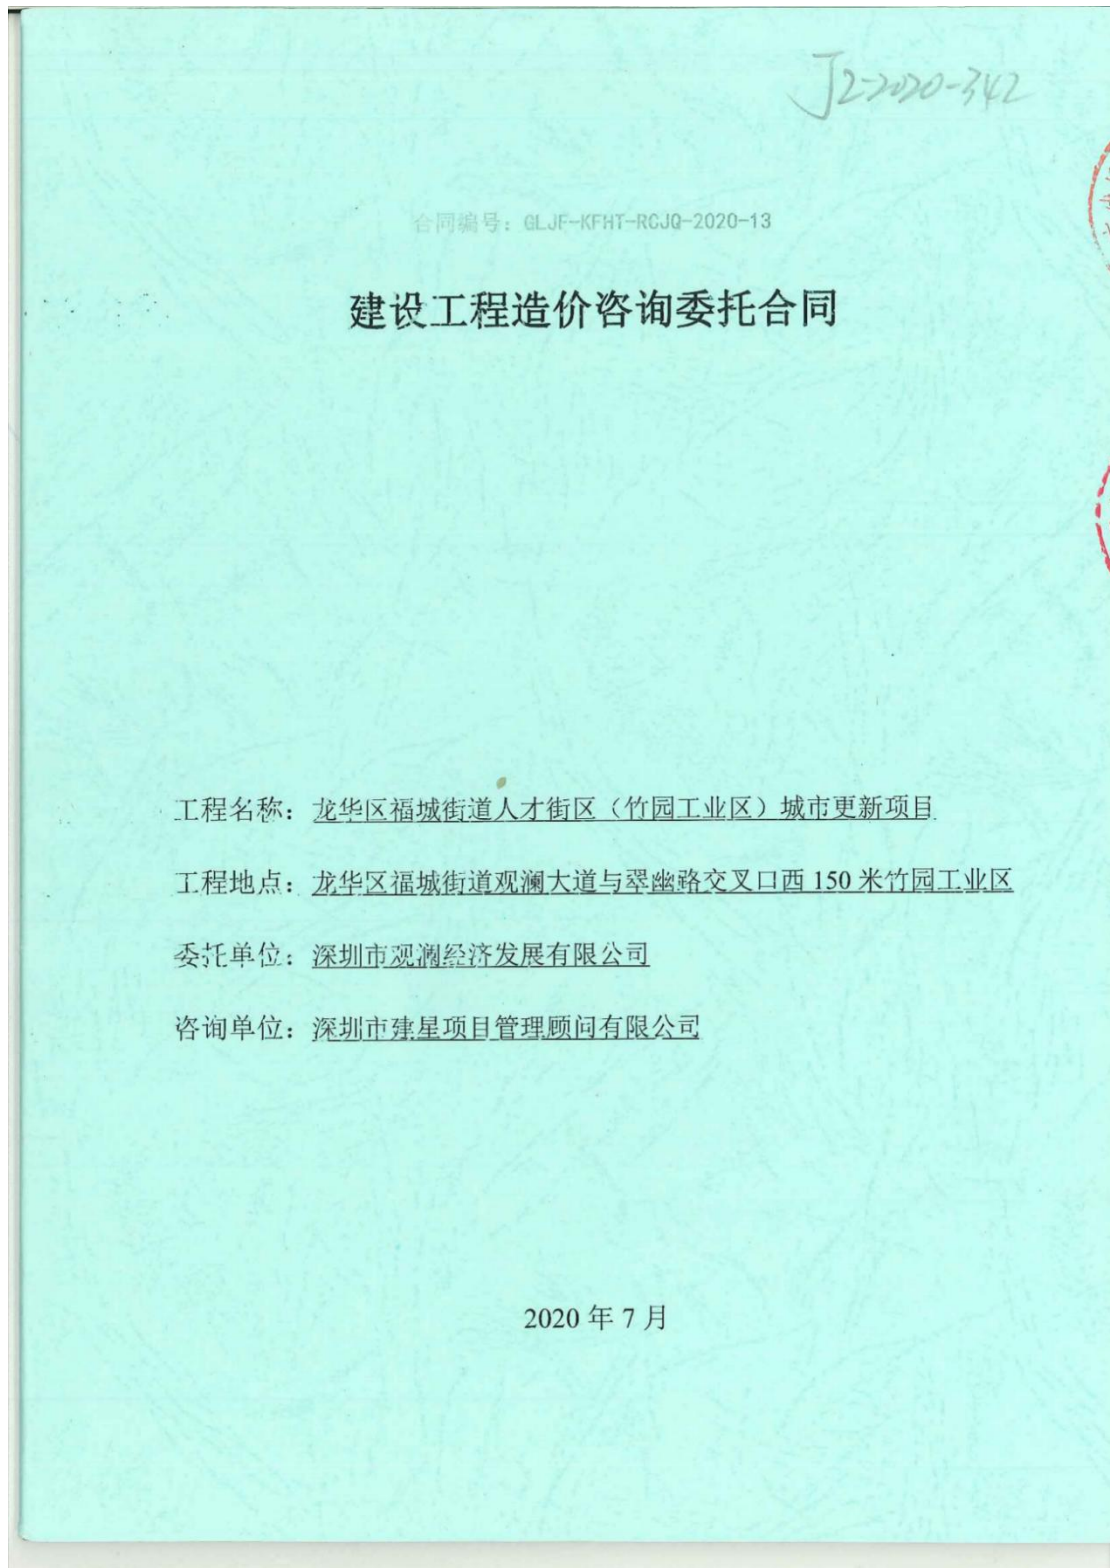 J2-2020-342
合同编号：GLJF-KFHT-RCJQ-2020-13
建设工程造价咨询委托合同
工程名称：龙华区福城街道人才街区（竹园工业区）城市更新项目
工程地点：龙华区福城街道观澜大道与翠幽路交叉口西150米竹园工业区
委托单位：深圳市观澜经济发展有限公司
咨询单位：深圳市建星项目管理顾问有限公司
2020年7月